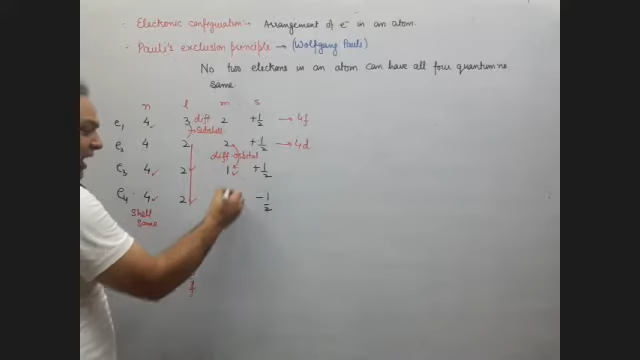 Electronic configuration - Arrangement of e⁻ in an atom.
Pauli's exclusion principle → (Wolfgang Pauli)
No two electrons in an atom can have all four quantum no
same.
n l m s
e₁ 4 3 diff 2 +1/2 → 4f
→ Subshell
e₂ 4 2 2 +1/2 → 4d
diff orbital
e₃ 4 2 1 +1/2
e₄ 4 2 -1/2
Shell
Same